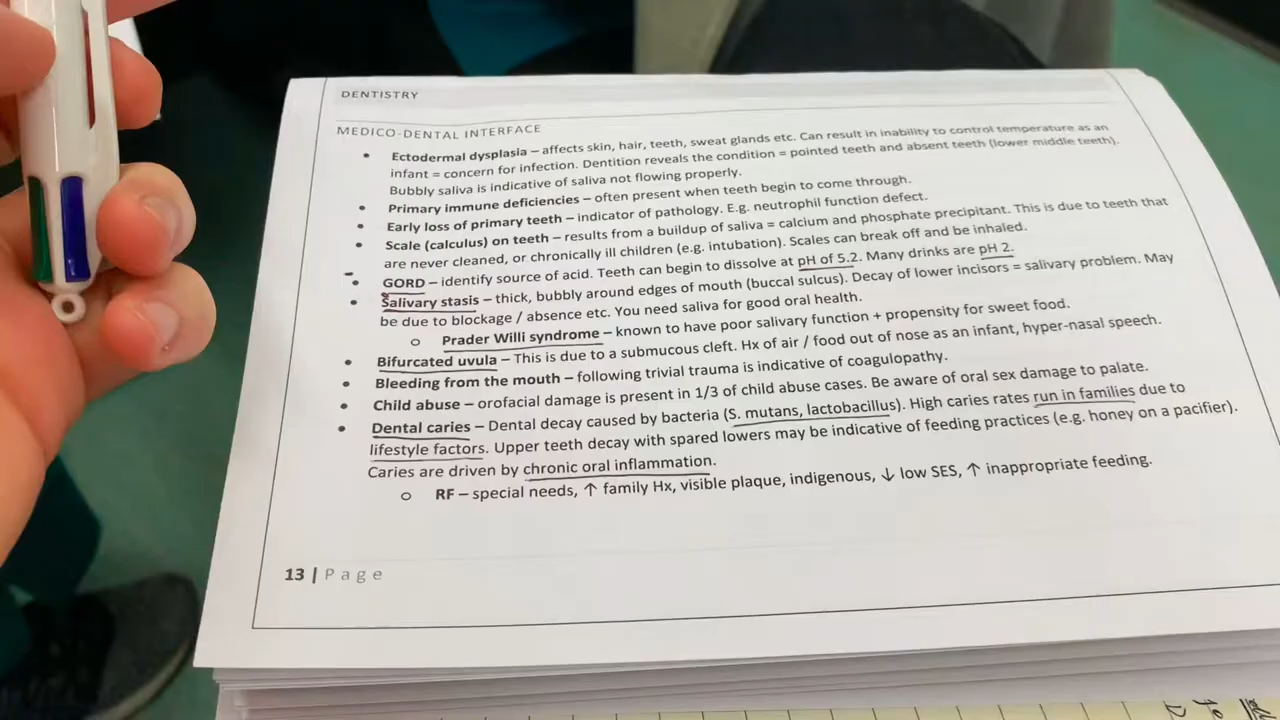 DENTISTRY
MEDICO-DENTAL INTERFACE
• Ectodermal dysplasia – affects skin, hair, teeth, sweat glands etc. Can result in inability to control temperature as an
infant = concern for infection. Dentition reveals the condition = pointed teeth and absent teeth (lower middle teeth).
Bubbly saliva is indicative of saliva not flowing properly.
• Primary immune deficiencies – often present when teeth begin to come through.
• Early loss of primary teeth – indicator of pathology. E.g. neutrophil function defect.
• Scale (calculus) on teeth – results from a buildup of saliva = calcium and phosphate precipitant. This is due to teeth that
are never cleaned, or chronically ill children (e.g. intubation). Scales can break off and be inhaled.
• GORD – identify source of acid. Teeth can begin to dissolve at pH of 5.2. Many drinks are pH 2.
• Salivary stasis – thick, bubbly around edges of mouth (buccal sulcus). Decay of lower incisors = salivary problem. May
be due to blockage / absence etc. You need saliva for good oral health.
o Prader Willi syndrome – known to have poor salivary function + propensity for sweet food.
• Bifurcated uvula – This is due to a submucous cleft. Hx of air / food out of nose as an infant, hyper-nasal speech.
• Bleeding from the mouth – following trivial trauma is indicative of coagulopathy.
• Child abuse – orofacial damage is present in 1/3 of child abuse cases. Be aware of oral sex damage to palate.
• Dental caries – Dental decay caused by bacteria (S. mutans, lactobacillus). High caries rates run in families due to
lifestyle factors. Upper teeth decay with spared lowers may be indicative of feeding practices (e.g. honey on a pacifier).
Caries are driven by chronic oral inflammation.
o RF – special needs, ↑ family Hx, visible plaque, indigenous, ↓ low SES, ↑ inappropriate feeding.
13 | Page